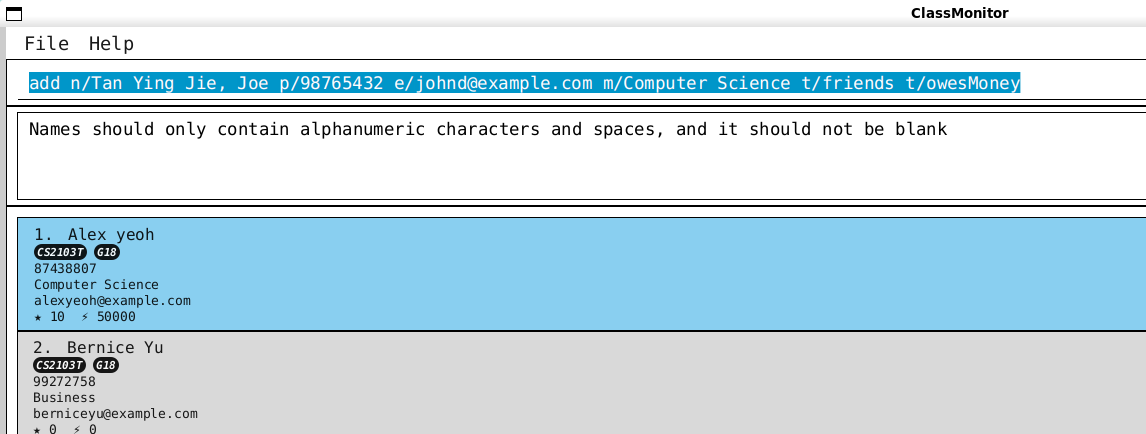 ClassMonitor
File Help
add n/Tan Ying Jie, Joe p/98765432 e/johnd@example.com m/Computer Science t/friends t/owesMoney
Names should only contain alphanumeric characters and spaces, and it should not be blank
1. Alex yeoh
CS2103T G18
87438807
Computer Science
alexyeoh@example.com
★ 10 ⚡ 50000
2. Bernice Yu
CS2103T G18
99272758
Business
berniceyu@example.com
★ 0 ⚡ 0